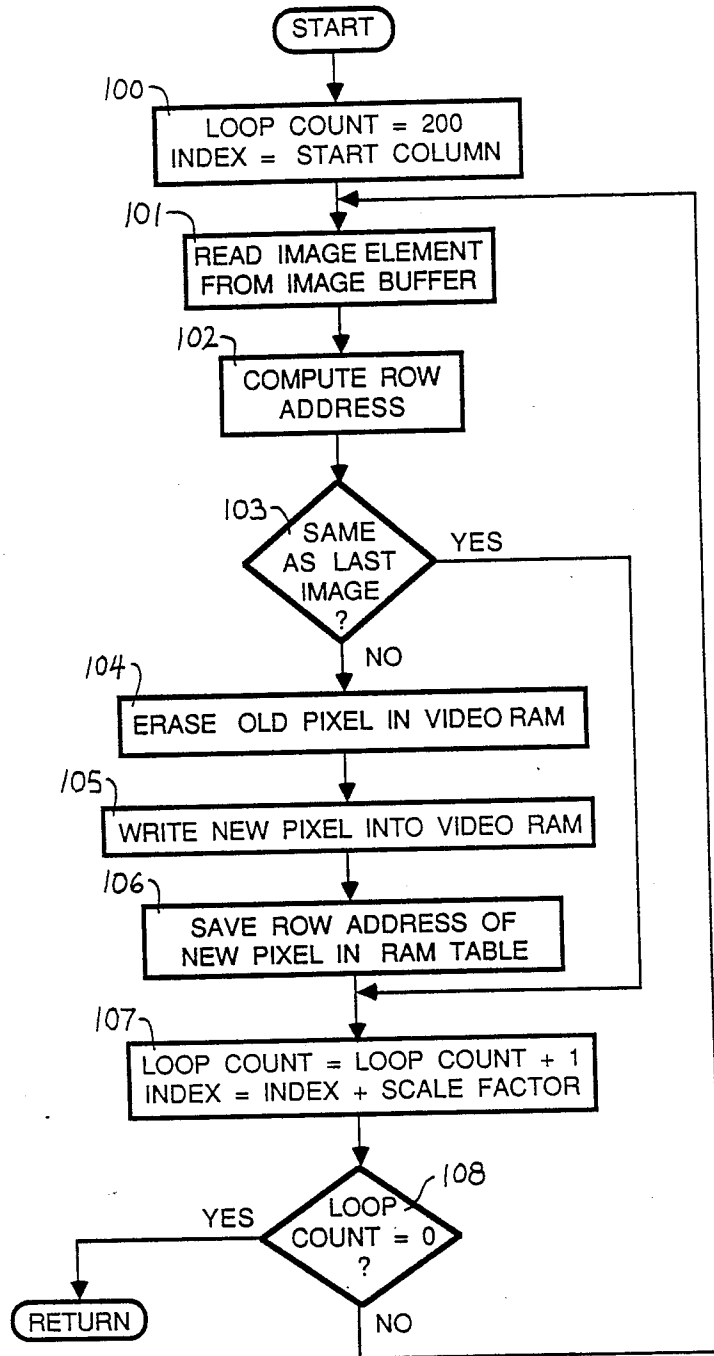 START
100
LOOP COUNT = 200
INDEX = START COLUMN
101
READ IMAGE ELEMENT
FROM IMAGE BUFFER
102
COMPUTE ROW
ADDRESS
103
SAME
AS LAST
IMAGE
?
YES
NO
104
ERASE OLD PIXEL IN VIDEO RAM
105
WRITE NEW PIXEL INTO VIDEO RAM
106
SAVE ROW ADDRESS OF
NEW PIXEL IN RAM TABLE
107
LOOP COUNT = LOOP COUNT + 1
INDEX = INDEX + SCALE FACTOR
108
LOOP
COUNT = 0
?
YES
NO
RETURN